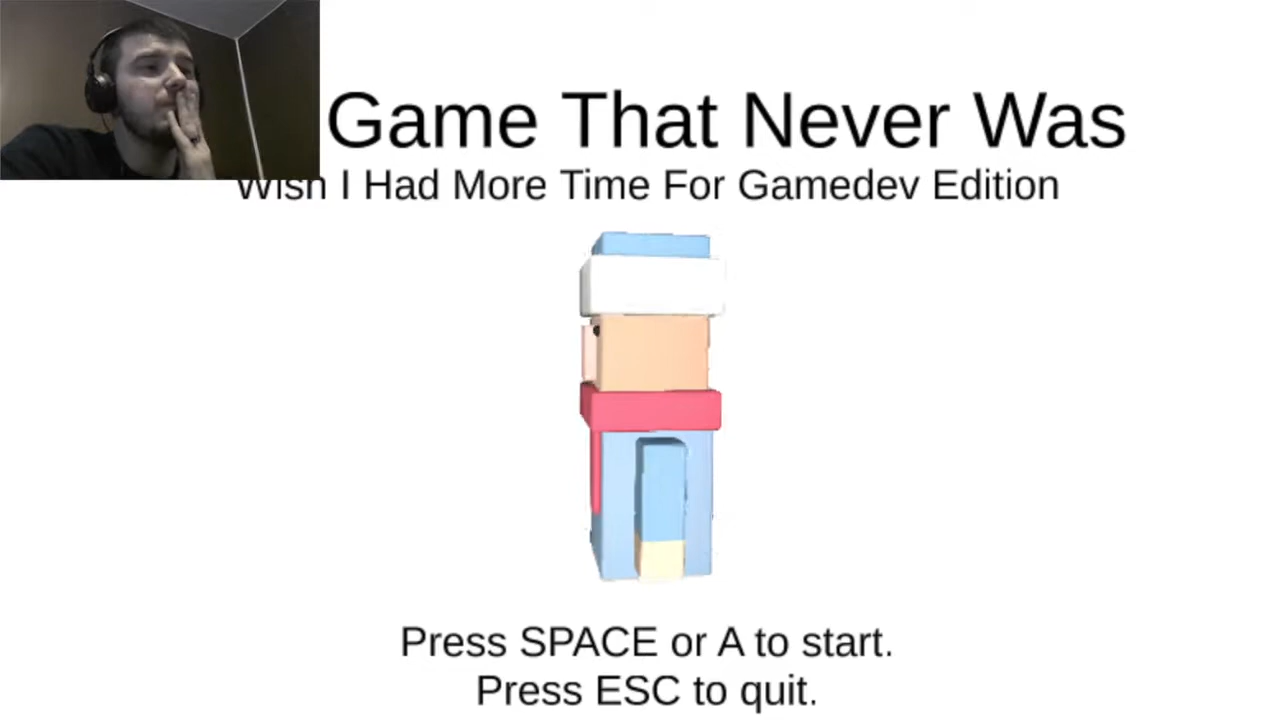 Game That Never Was
Wish I Had More Time For Gamedev Edition
Press SPACE or A to start.
Press ESC to quit.